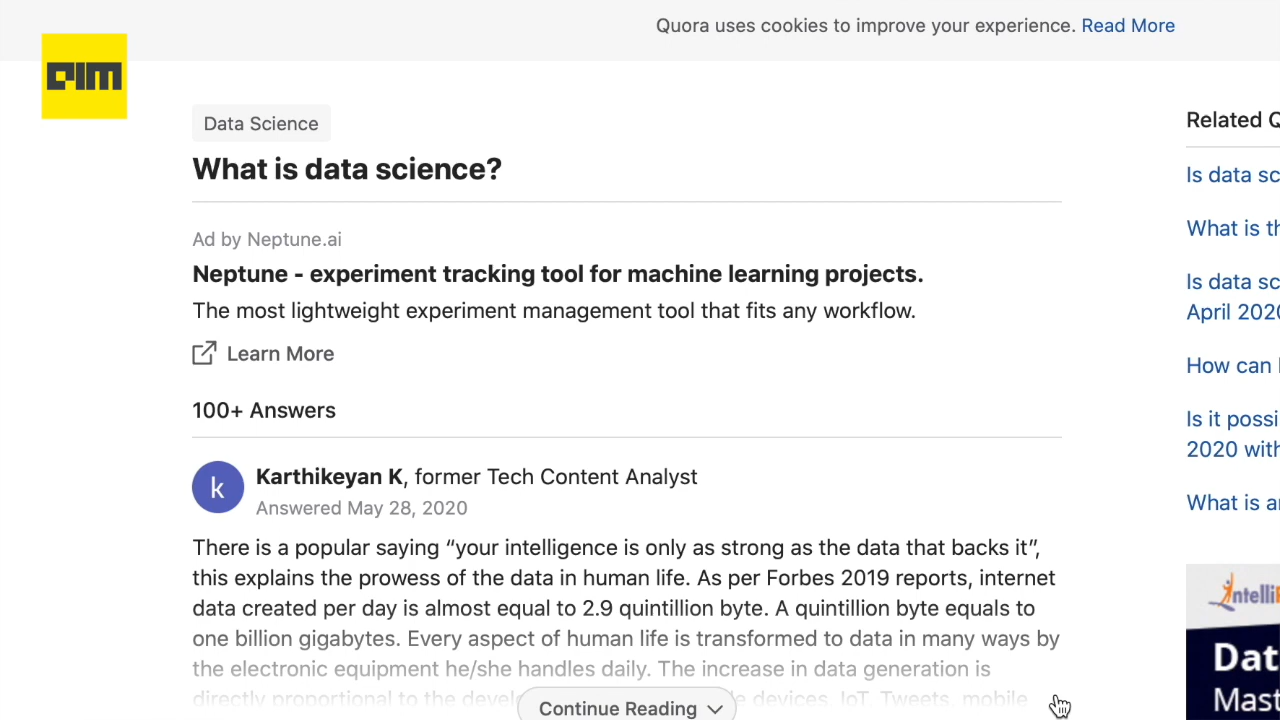 Quora uses cookies to improve your experience. Read More
AIM
Data Science
What is data science?
Ad by Neptune.ai
Neptune - experiment tracking tool for machine learning projects.
The most lightweight experiment management tool that fits any workflow.
Learn More
100+ Answers
k
Karthikeyan K, former Tech Content Analyst
Answered May 28, 2020
There is a popular saying “your intelligence is only as strong as the data that backs it”,
this explains the prowess of the data in human life. As per Forbes 2019 reports, internet
data created per day is almost equal to 2.9 quintillion byte. A quintillion byte equals to
one billion gigabytes. Every aspect of human life is transformed to data in many ways by
the electronic equipment he/she handles daily. The increase in data generation is
directly proportional to the devices, IoT, Tweets, mobile
Continue Reading
Related
Is data
What is
Is data
April
How can
Is it
2020
What is
Dat